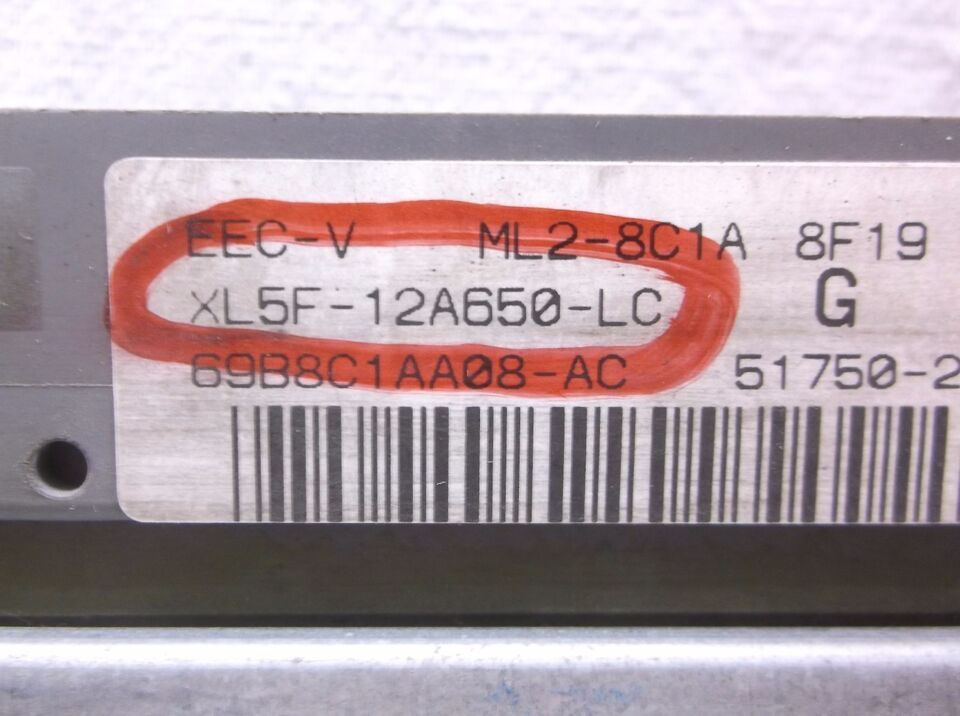 EEC-V ML2-8C1A 8F19
XL5F-12A650-LC G
69B8C1AA08-AC 51750-2